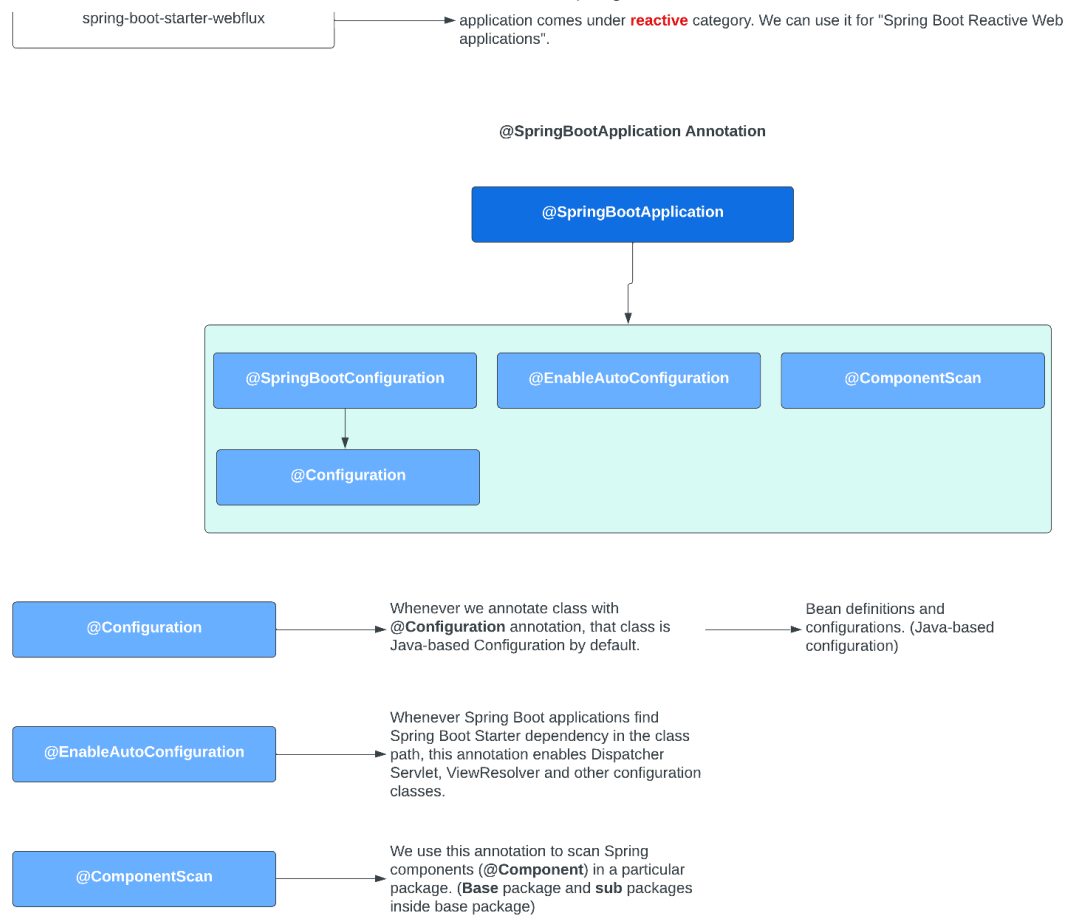 spring-boot-starter-webflux
application comes under reactive category. We can use it for "Spring Boot Reactive Web
applications".
@SpringBootApplication Annotation
@SpringBootApplication
@SpringBootConfiguration
@EnableAutoConfiguration
@ComponentScan
@Configuration
@Configuration
Whenever we annotate class with
@Configuration annotation, that class is
Java-based Configuration by default.
Bean definitions and
configurations. (Java-based
configuration)
@EnableAutoConfiguration
Whenever Spring Boot applications find
Spring Boot Starter dependency in the class
path, this annotation enables Dispatcher
Servlet, ViewResolver and other configuration
classes.
@ComponentScan
We use this annotation to scan Spring
components (@Component) in a particular
package. (Base package and sub packages
inside base package)